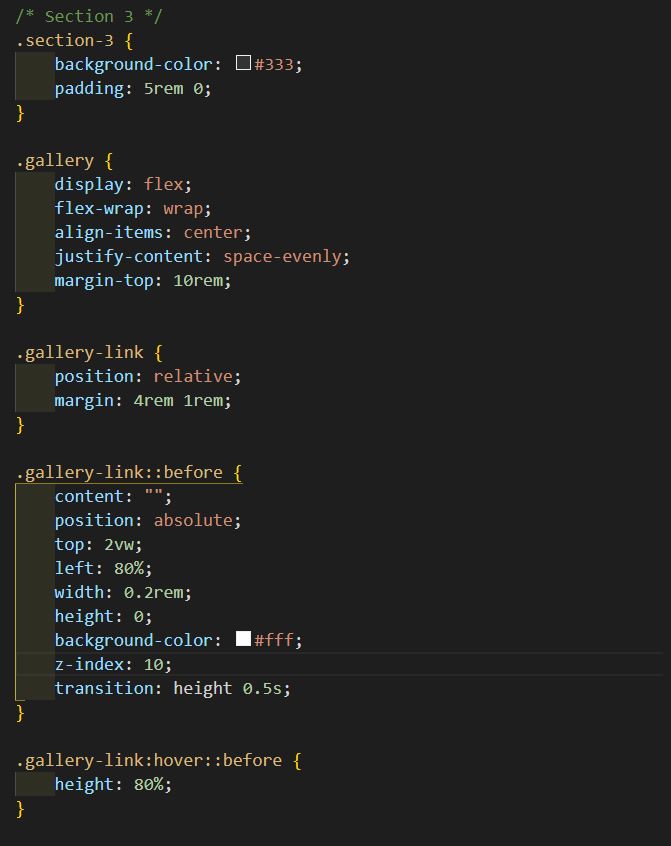 /* Section 3 */
.section-3 {
    background-color: #333;
    padding: 5rem 0;
}

.gallery {
    display: flex;
    flex-wrap: wrap;
    align-items: center;
    justify-content: space-evenly;
    margin-top: 10rem;
}

.gallery-link {
    position: relative;
    margin: 4rem 1rem;
}

.gallery-link::before {
    content: "";
    position: absolute;
    top: 2vw;
    left: 80%;
    width: 0.2rem;
    height: 0;
    background-color: #fff;
    z-index: 10;
    transition: height 0.5s;
}

.gallery-link:hover::before {
    height: 80%;
}